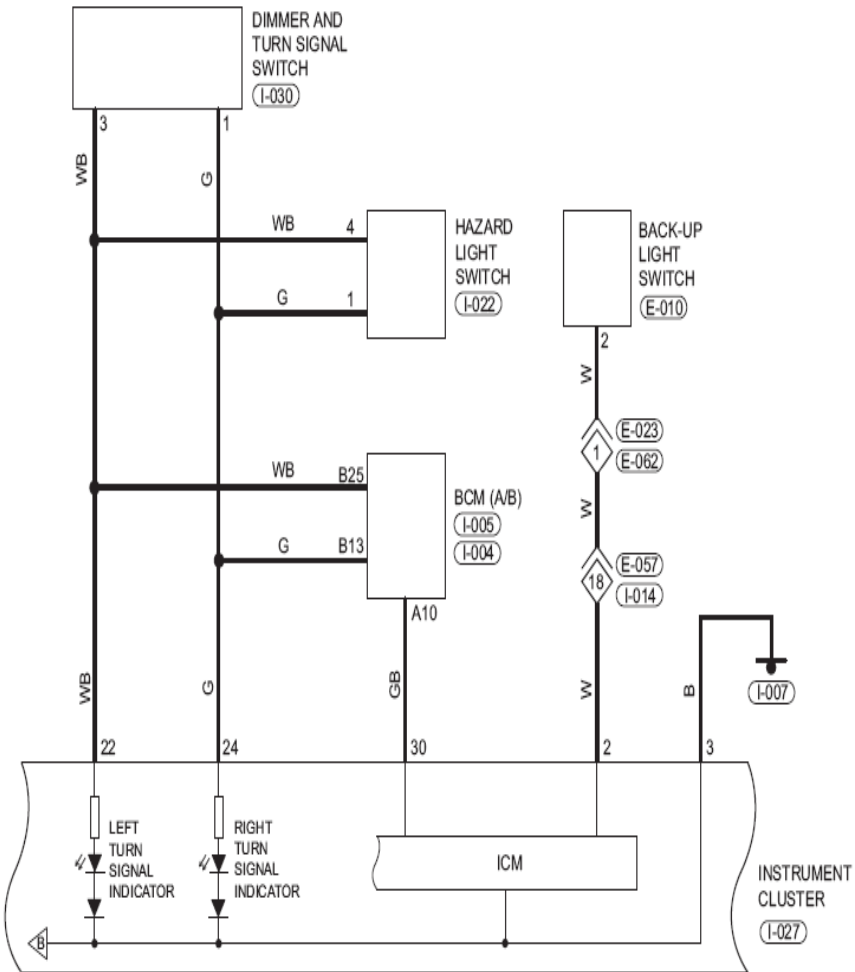 DIMMER AND
TURN SIGNAL
SWITCH
I-030
3
1
WB
G
WB
4
HAZARD
LIGHT
SWITCH
I-022
G
1
BACK-UP
LIGHT
SWITCH
E-010
2
W
E-023
1
E-062
W
WB
B25
BCM (A/B)
I-005
I-004
G
B13
E-057
18
I-014
A10
WB
G
GB
W
B
I-007
22
24
30
2
3
LEFT
TURN
SIGNAL
INDICATOR
RIGHT
TURN
SIGNAL
INDICATOR
ICM
INSTRUMENT
CLUSTER
I-027
B